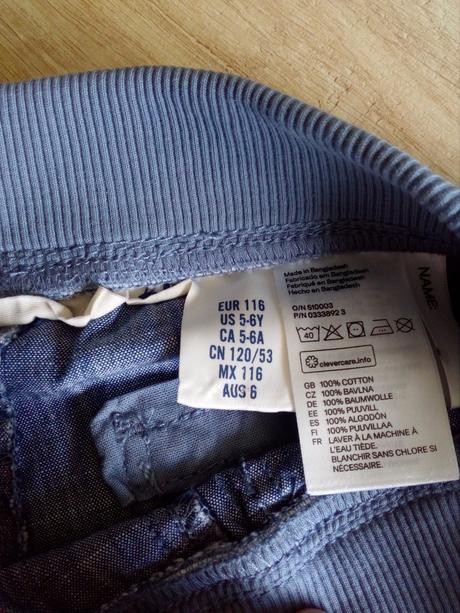 EUR 116
US 5-6Y
CA 5-6A
CN 120/53
MX 116
AUS 6
Made in Bangladesh
Fabricado en Bangladesh
Fabriqué en Bangladesh
Hecho en Bangladesh
O/N 510003
P/N 0333892 3
40
clevercare.info
GB 100% COTTON
CZ 100% BAVLNA
DE 100% BAUMWOLLE
EE 100% PUUVILL
ES 100% ALGODÓN
FI 100% PUUVILLAA
FR LAVER À LA MACHINE À
L'EAU TIÈDE.
BLANCHIR SANS CHLORE SI
NÉCESSAIRE.
NAME: